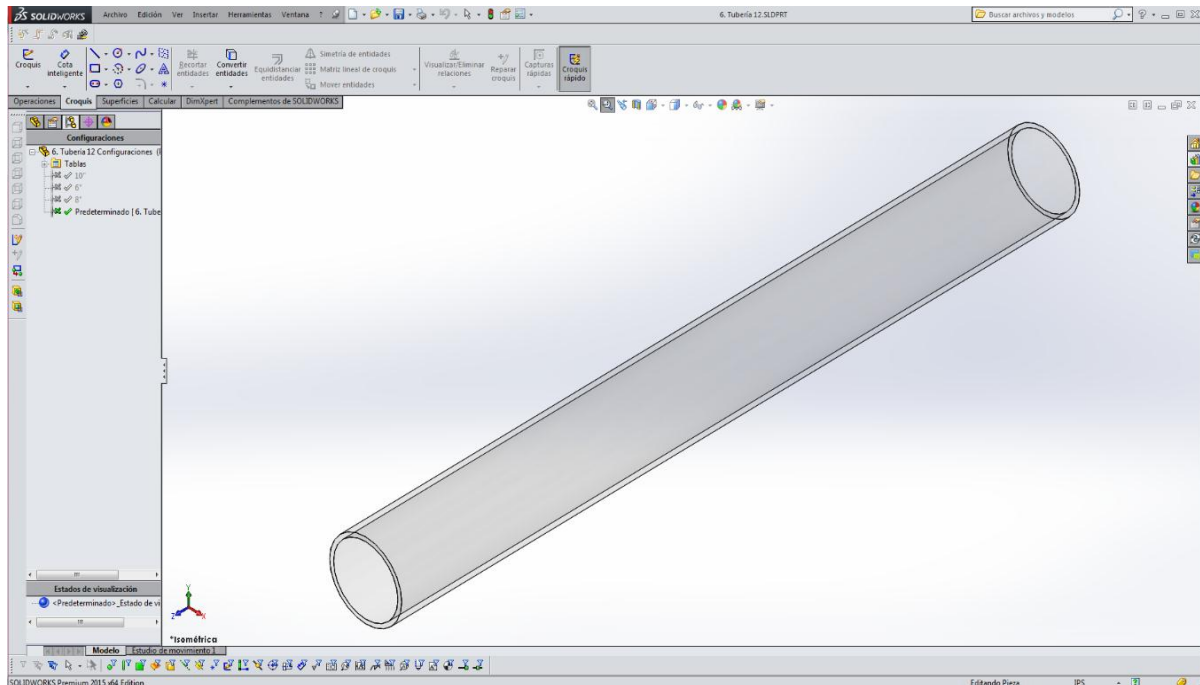 SOLIDWORKS Archivo Edición Ver Insertar Herramientas Ventana ? 6. Tubería 12.SLDPRT Buscar archivos y modelos
Croquis Cota inteligente Recortar entidades Convertir entidades Equidistanciar entidades Simetría de entidades Matriz lineal de croquis Mover entidades Visualizar/Eliminar relaciones Reparar croquis Capturas rápidas Croquis rápido
Operaciones Croquis Superficies Calcular DimXpert Complementos de SOLIDWORKS
Configuraciones
6. Tubería 12 Configuraciones
Tablas
10"
6"
8"
Predeterminado [ 6. Tube
Estados de visualización
<Predeterminado>_Estado de vi
Y
Z X
*Isométrica
Modelo Estudio de movimiento 1
SOLIDWORKS Premium 2015 x64 Edition Editando Pieza IPS